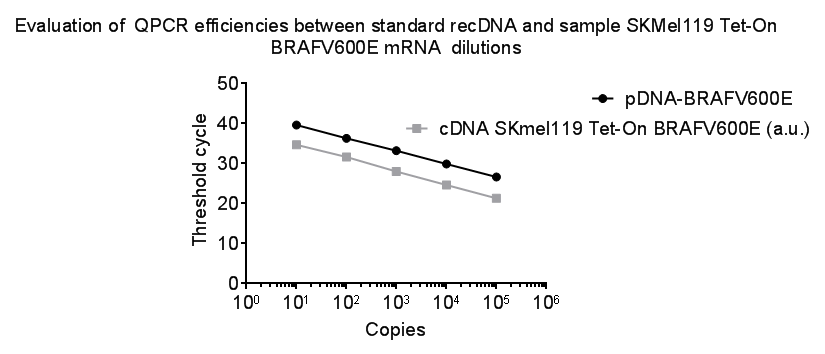 Evaluation of QPCR efficiencies between standard recDNA and sample SKMel119 Tet-On
BRAFV600E mRNA dilutions
pDNA-BRAFV600E
cDNA SKmel119 Tet-On BRAFV600E (a.u.)
Threshold cycle
50
40
30
20
10
0
10⁰ 10¹ 10² 10³ 10⁴ 10⁵ 10⁶
Copies